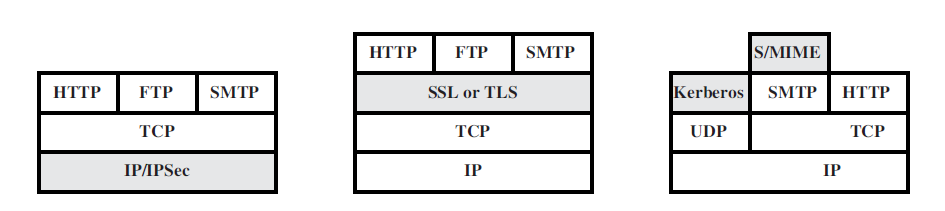 HTTP FTP SMTP
TCP
IP/IPSec
HTTP FTP SMTP
SSL or TLS
TCP
IP
S/MIME
Kerberos SMTP HTTP
UDP TCP
IP